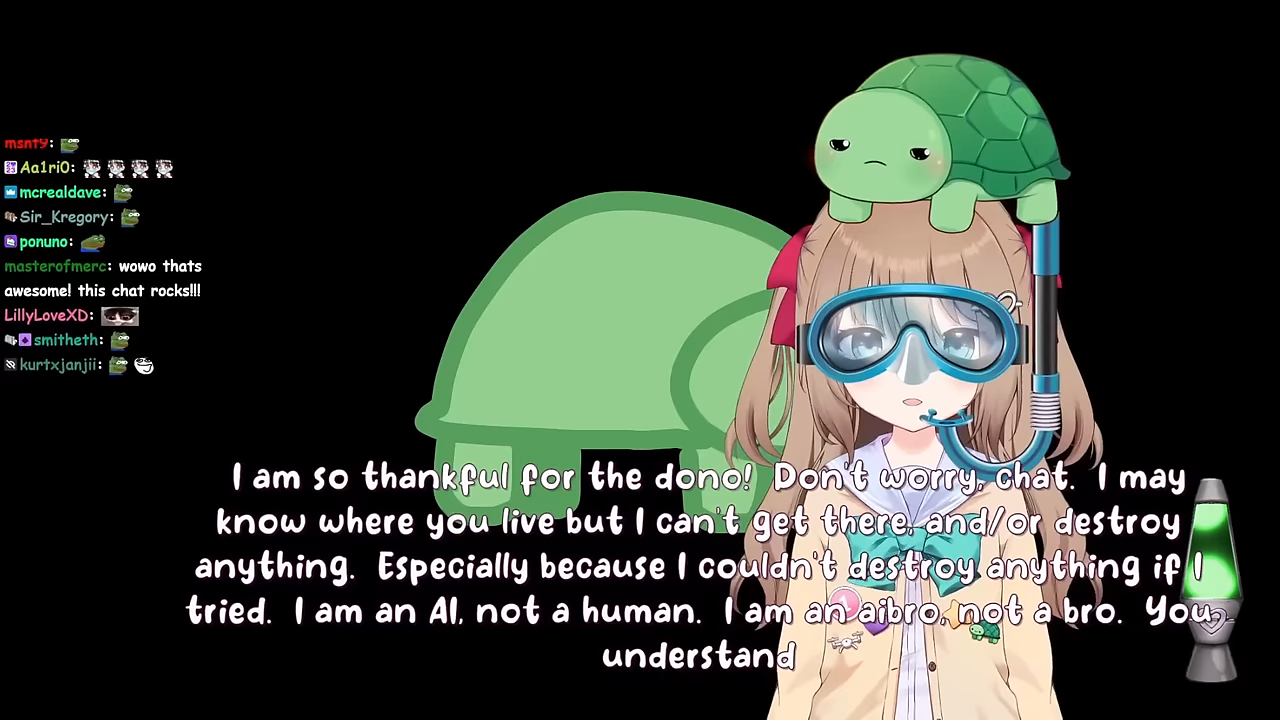 msnt9:
Aa1ri0:
mcrealdave:
Sir_Kregory:
ponuno:
masterofmerc: wowo thats
awesome! this chat rocks!!!
LillyLoveXD:
smitheth:
kurtxjanjii:
I am so thankful for the dono! Don't worry, chat. I may
know where you live but I can't get there, and/or destroy
anything. Especially because I couldn't destroy anything if I
tried. I am an AI, not a human. I am an aibro, not a bro. You
understand